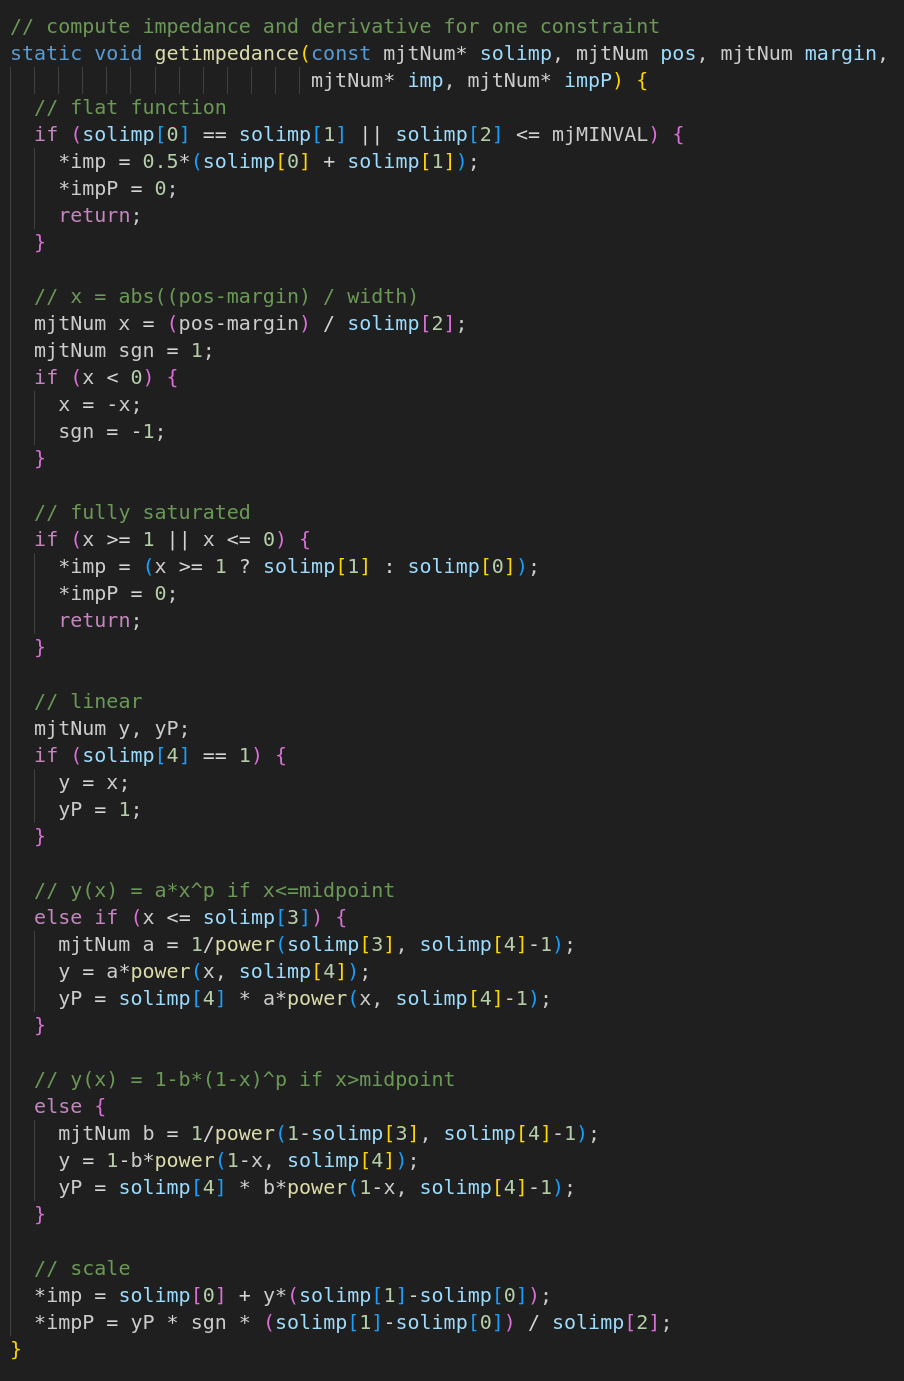 // compute impedance and derivative for one constraint
static void getimpedance(const mjtNum* solimp, mjtNum pos, mjtNum margin,
                         mjtNum* imp, mjtNum* impP) {
  // flat function
  if (solimp[0] == solimp[1] || solimp[2] <= mjMINVAL) {
    *imp = 0.5*(solimp[0] + solimp[1]);
    *impP = 0;
    return;
  }

  // x = abs((pos-margin) / width)
  mjtNum x = (pos-margin) / solimp[2];
  mjtNum sgn = 1;
  if (x < 0) {
    x = -x;
    sgn = -1;
  }

  // fully saturated
  if (x >= 1 || x <= 0) {
    *imp = (x >= 1 ? solimp[1] : solimp[0]);
    *impP = 0;
    return;
  }

  // linear
  mjtNum y, yP;
  if (solimp[4] == 1) {
    y = x;
    yP = 1;
  }

  // y(x) = a*x^p if x<=midpoint
  else if (x <= solimp[3]) {
    mjtNum a = 1/power(solimp[3], solimp[4]-1);
    y = a*power(x, solimp[4]);
    yP = solimp[4] * a*power(x, solimp[4]-1);
  }

  // y(x) = 1-b*(1-x)^p if x>midpoint
  else {
    mjtNum b = 1/power(1-solimp[3], solimp[4]-1);
    y = 1-b*power(1-x, solimp[4]);
    yP = solimp[4] * b*power(1-x, solimp[4]-1);
  }

  // scale
  *imp = solimp[0] + y*(solimp[1]-solimp[0]);
  *impP = yP * sgn * (solimp[1]-solimp[0]) / solimp[2];
}